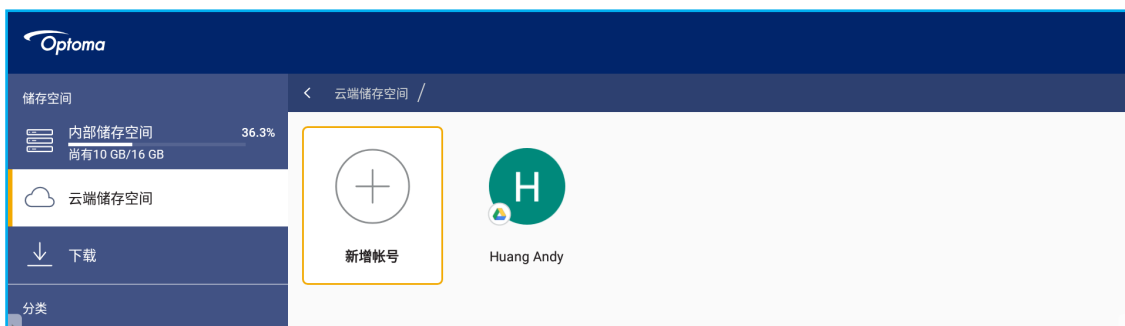 Optoma
储存空间
内部储存空间 36.3%
尚有10 GB/16 GB
云端储存空间
下载
分类
云端储存空间 /
H
新增帐号
Huang Andy